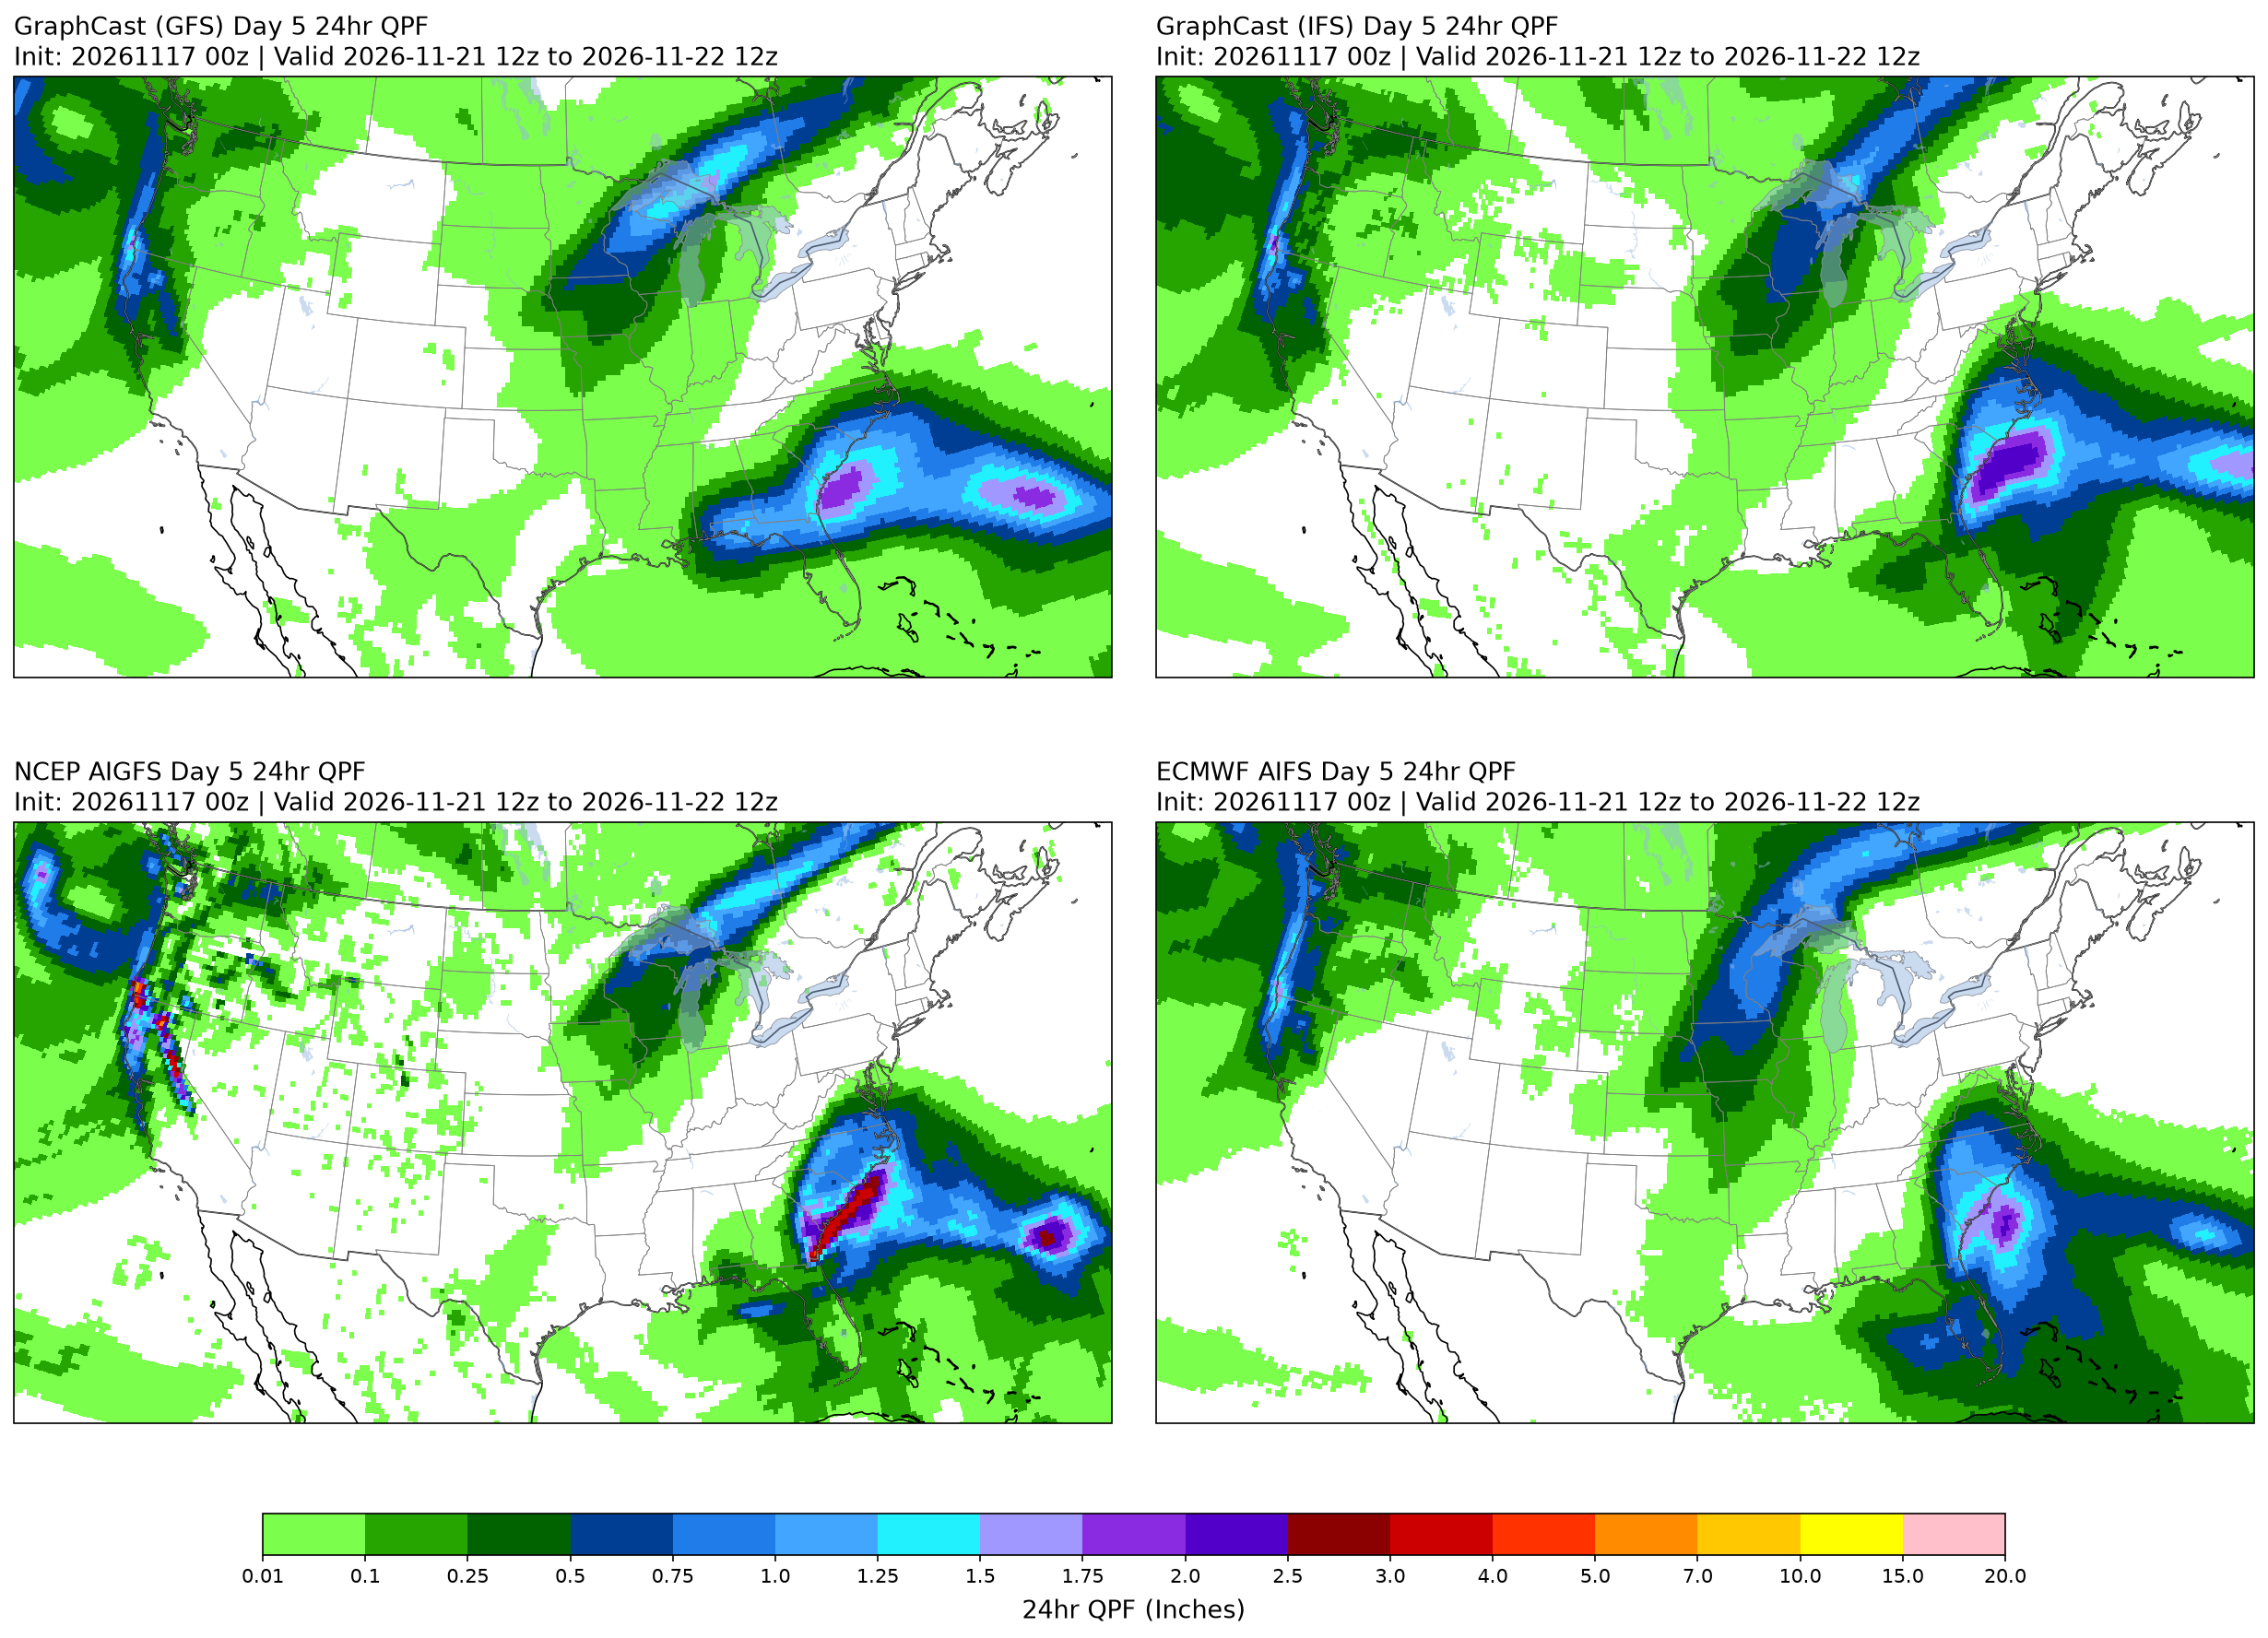 GraphCast (GFS) Day 5 24hr QPF
Init: 20261117 00z | Valid 2026-11-21 12z to 2026-11-22 12z
GraphCast (IFS) Day 5 24hr QPF
Init: 20261117 00z | Valid 2026-11-21 12z to 2026-11-22 12z
NCEP AIGFS Day 5 24hr QPF
Init: 20261117 00z | Valid 2026-11-21 12z to 2026-11-22 12z
ECMWF AIFS Day 5 24hr QPF
Init: 20261117 00z | Valid 2026-11-21 12z to 2026-11-22 12z
0.01 0.1 0.25 0.5 0.75 1.0 1.25 1.5 1.75 2.0 2.5 3.0 4.0 5.0 7.0 10.0 15.0 20.0
24hr QPF (Inches)